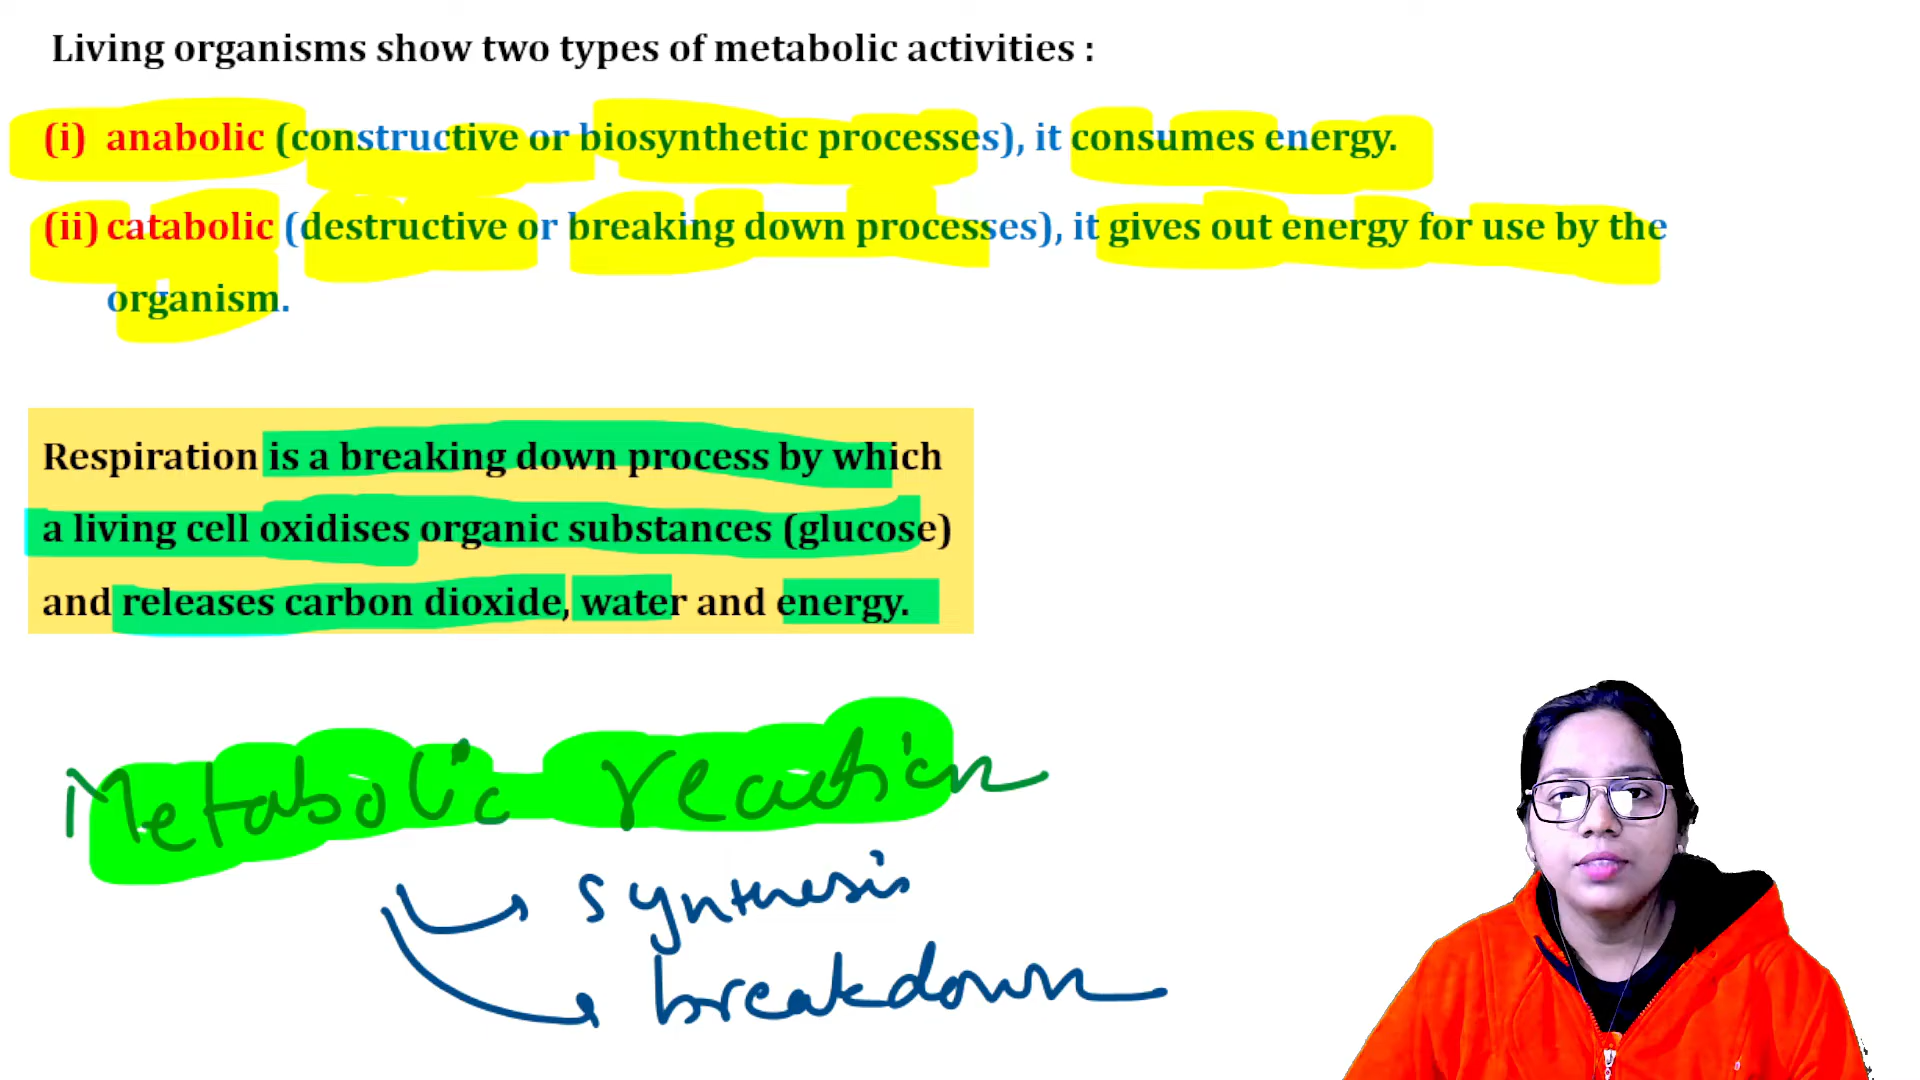 Living organisms show two types of metabolic activities :
(i) anabolic (constructive or biosynthetic processes), it consumes energy.
(ii) catabolic (destructive or breaking down processes), it gives out energy for use by the
organism.
Respiration is a breaking down process by which
a living cell oxidises organic substances (glucose)
and releases carbon dioxide, water and energy.
Metabolic reaction
synthesis
breakdown